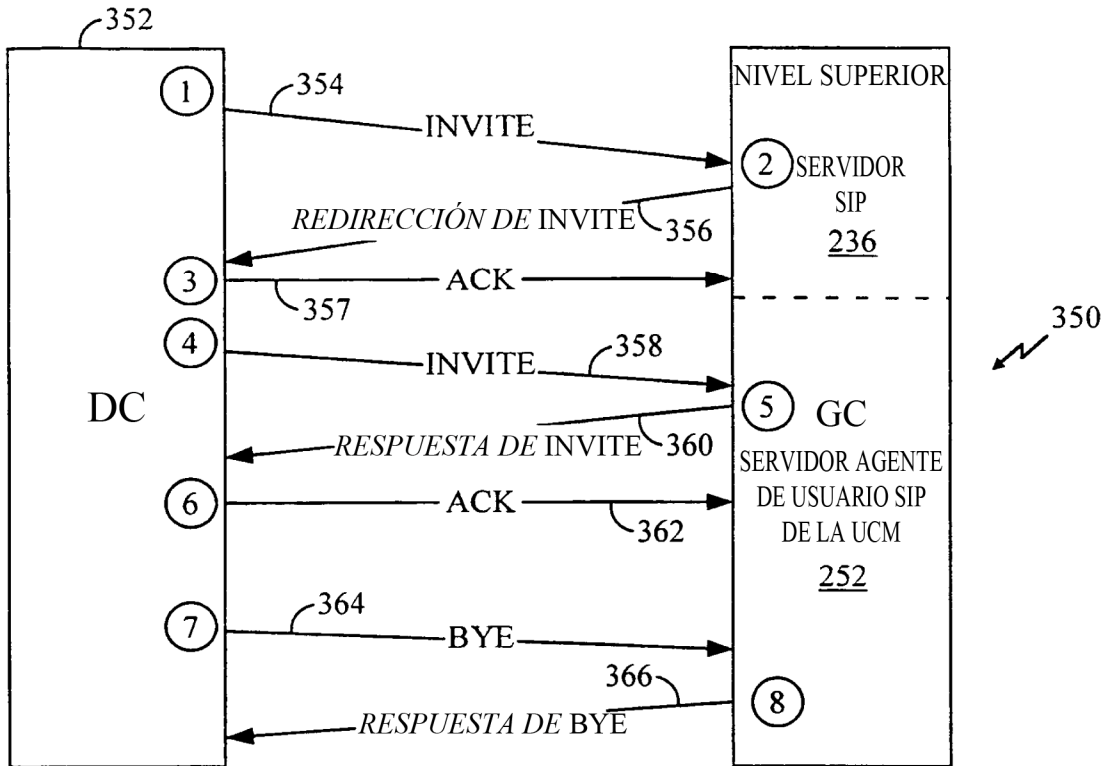 352
NIVEL SUPERIOR
1
354
INVITE
2
SERVIDOR
SIP
236
REDIRECCIÓN DE INVITE
356
3
ACK
357
350
4
INVITE
358
DC
5
GC
RESPUESTA DE INVITE
360
SERVIDOR AGENTE
DE USUARIO SIP
DE LA UCM
252
6
ACK
362
7
364
BYE
366
8
RESPUESTA DE BYE